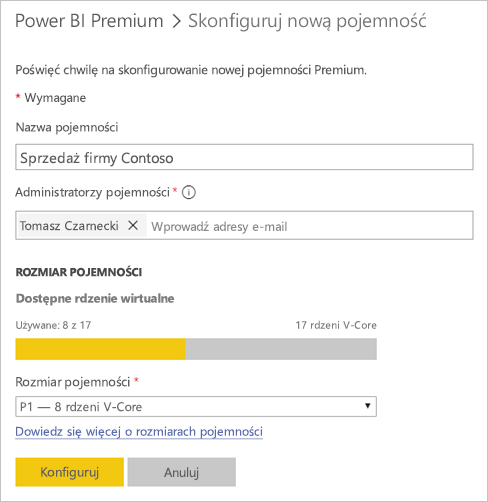 Power BI Premium > Skonfiguruj nową pojemność
Poświęć chwilę na skonfigurowanie nowej pojemności Premium.
* Wymagane
Nazwa pojemności
Sprzedaż firmy Contoso
Administratorzy pojemności *
Tomasz Czarnecki × Wprowadź adresy e-mail
ROZMIAR POJEMNOŚCI
Dostępne rdzenie wirtualne
Używane: 8 z 17 17 rdzeni V-Core
Rozmiar pojemności *
P1 — 8 rdzeni V-Core
Dowiedz się więcej o rozmiarach pojemności
Konfiguruj Anuluj